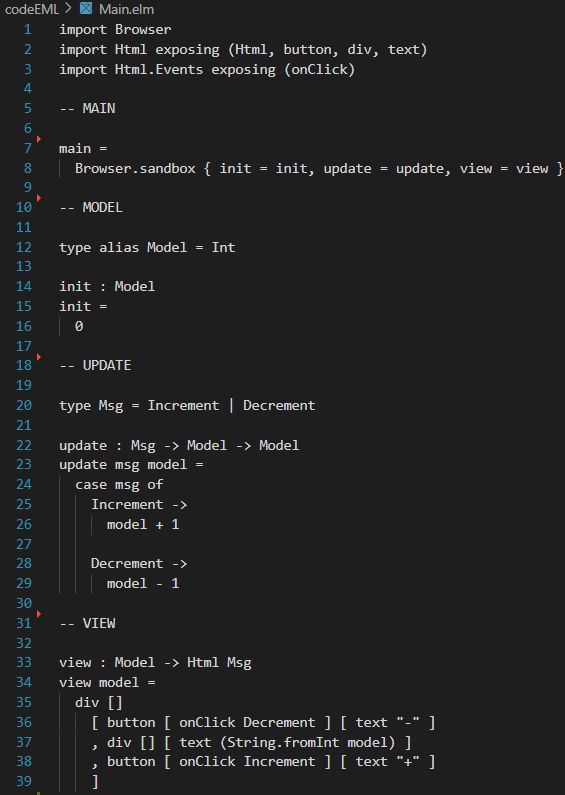 codeEML > Main.elm
1 import Browser
2 import Html exposing (Html, button, div, text)
3 import Html.Events exposing (onClick)
4
5 -- MAIN
6
7 main =
8   Browser.sandbox { init = init, update = update, view = view }
9
10 -- MODEL
11
12 type alias Model = Int
13
14 init : Model
15 init =
16   0
17
18 -- UPDATE
19
20 type Msg = Increment | Decrement
21
22 update : Msg -> Model -> Model
23 update msg model =
24   case msg of
25     Increment ->
26       model + 1
27
28     Decrement ->
29       model - 1
30
31 -- VIEW
32
33 view : Model -> Html Msg
34 view model =
35   div []
36     [ button [ onClick Decrement ] [ text "-" ]
37     , div [] [ text (String.fromInt model) ]
38     , button [ onClick Increment ] [ text "+" ]
39     ]